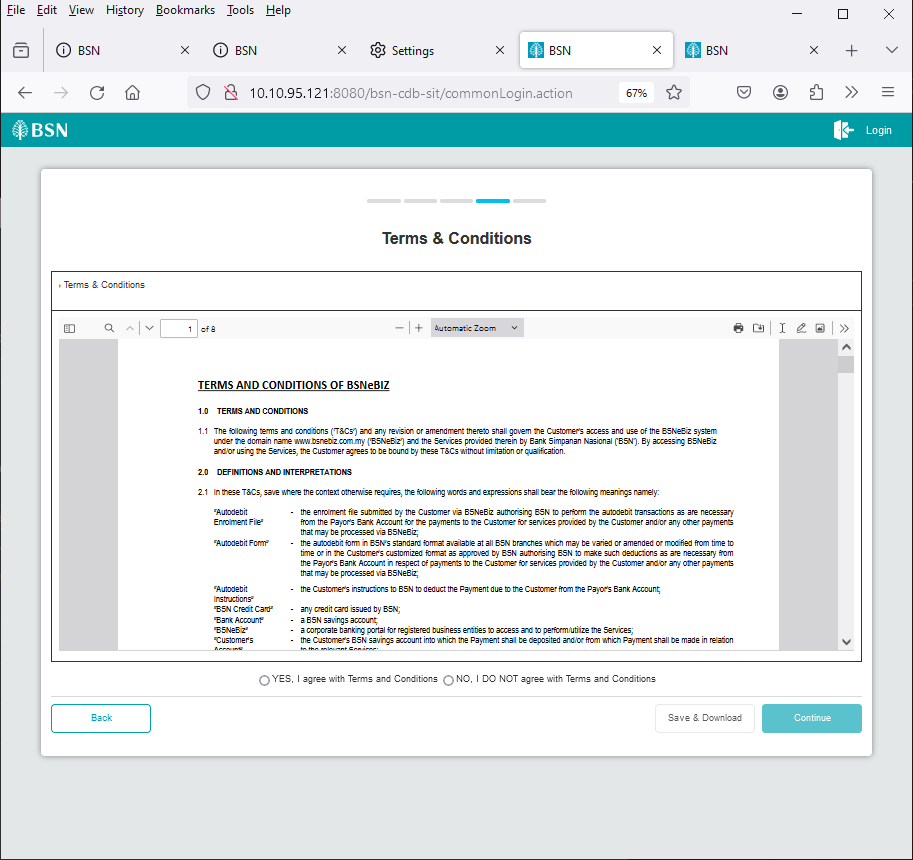 File Edit View History Bookmarks Tools Help
BSN
BSN
Settings
BSN
BSN
10.10.95.121:8080/bsn-cdb-sit/commonLogin.action
67%
BSN
Login
Terms & Conditions
Terms & Conditions
1 of 8
Automatic Zoom
TERMS AND CONDITIONS OF BSNeBIZ
1.0 TERMS AND CONDITIONS
1.1 The following terms and conditions ('T&Cs') and any revision or amendment thereto shall govern the Customer's access and use of the BSNeBiz system
under the domain name www.bsnebiz.com.my ('BSNeBiz') and the Services provided therein by Bank Simpanan Nasional ('BSN'). By accessing BSNeBiz
and/or using the Services, the Customer agrees to be bound by these T&Cs without limitation or qualification.
2.0 DEFINITIONS AND INTERPRETATIONS
2.1 In these T&Cs, save where the context otherwise requires, the following words and expressions shall bear the following meanings namely:
"Autodebit - the enrolment file submitted by the Customer via BSNeBiz authorising BSN to perform the autodebit transactions as are necessary
Enrolment File" from the Payor's Bank Account for the payments to the Customer for services provided by the Customer and/or any other payments
that may be processed via BSNeBiz;
"Autodebit Form" - the autodebit form in BSN's standard format available at all BSN branches which may be varied or amended or modified from time to
time or in the Customer's customized format as approved by BSN authorising BSN to make such deductions as are necessary from
the Payor's Bank Account in respect of payments to the Customer for services provided by the Customer and/or any other payments
that may be processed via BSNeBiz;
"Autodebit - the Customer's instructions to BSN to deduct the Payment due to the Customer from the Payor's Bank Account;
Instructions"
"BSN Credit Card" - any credit card issued by BSN;
"Bank Account" - a BSN savings account;
"BSNeBiz" - a corporate banking portal for registered business entities to access and to perform/utilize the Services;
"Customer's - the Customer's BSN savings account into which the Payment shall be deposited and/or from which Payment shall be made in relation
Account" to the relevant Services;
YES, I agree with Terms and Conditions NO, I DO NOT agree with Terms and Conditions
Back
Save & Download
Continue